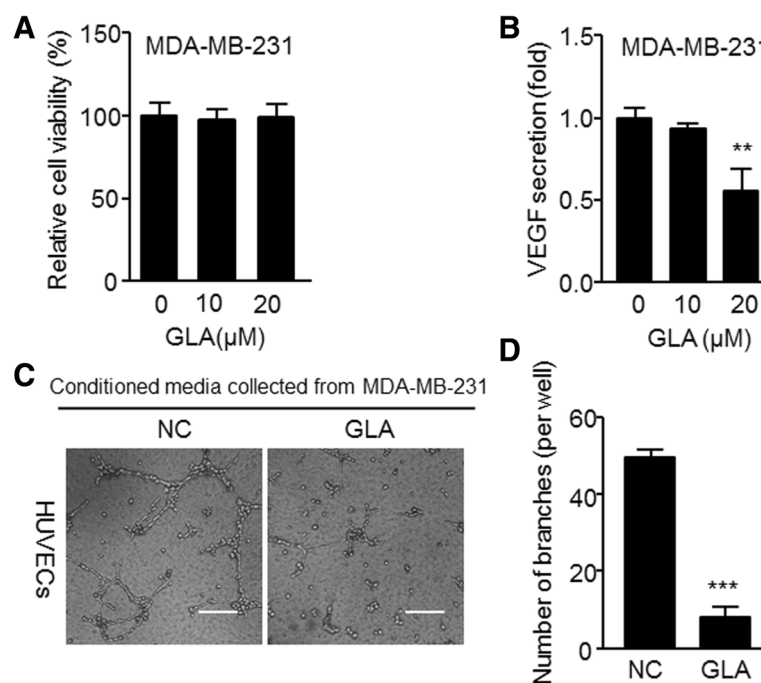 A
Relative cell viability (%)
150
100
50
0
MDA-MB-231
0 10 20
GLA(µM)
B
VEGF secretion (fold)
1.5
1.0
0.5
0.0
MDA-MB-231
**
0 10 20
GLA (µM)
C
Conditioned media collected from MDA-MB-231
NC GLA
HUVECs
D
Number of branches (per well)
60
40
20
0
***
NC GLA